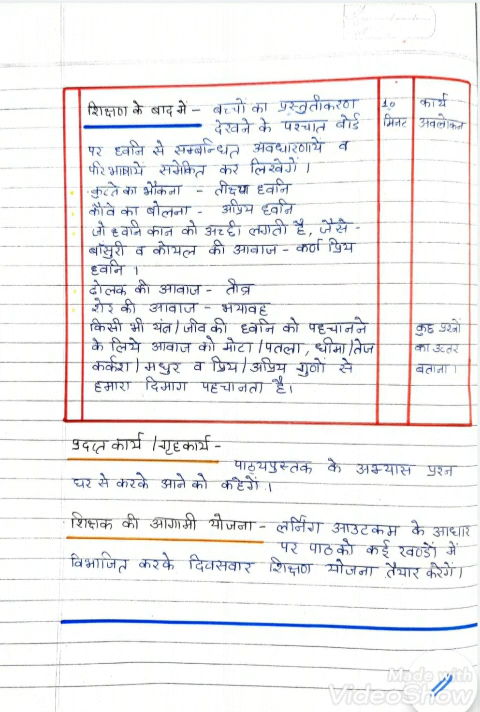 शिक्षण के बाद में - बच्चों का प्रस्तुतीकरण
10
कार्य
देखने के पश्चात बोर्ड
मिनट
अवलोकन
पर ध्वनि से सम्बन्धित अवधारणायें व
परिभाषायें समेकित कर लिखेगें ।
कुत्ते का भौंकना - तीक्ष्ण ध्वनि
कौवे का बोलना - अप्रिय ध्वनि
जो ध्वनि कान को अच्छी लगती है, जैसे -
बाँसुरी व कोयल की आवाज - कर्ण प्रिय
ध्वनि ।
ढोलक की आवाज - तीव्र
शेर की आवाज - भयावह
किसी भी यंत्र/जीव की ध्वनि को पहचानने
कुछ प्रश्नों
के लिये आवाज को मोटा/पतला, धीमा/तेज
का उत्तर
कर्कश/मधुर व प्रिय/अप्रिय गुणों से
बताना।
हमारा दिमाग पहचानता है।
प्रदत्त कार्य /गृहकार्य -
पाठ्यपुस्तक के अभ्यास प्रश्न
घर से करके आने को कहेगें ।
शिक्षक की आगामी योजना - लर्निंग आउटकम के आधार
पर पाठ को कई खण्डों में
विभाजित करके दिवसवार शिक्षण योजना तैयार करेगें।
Made with
VideoShow